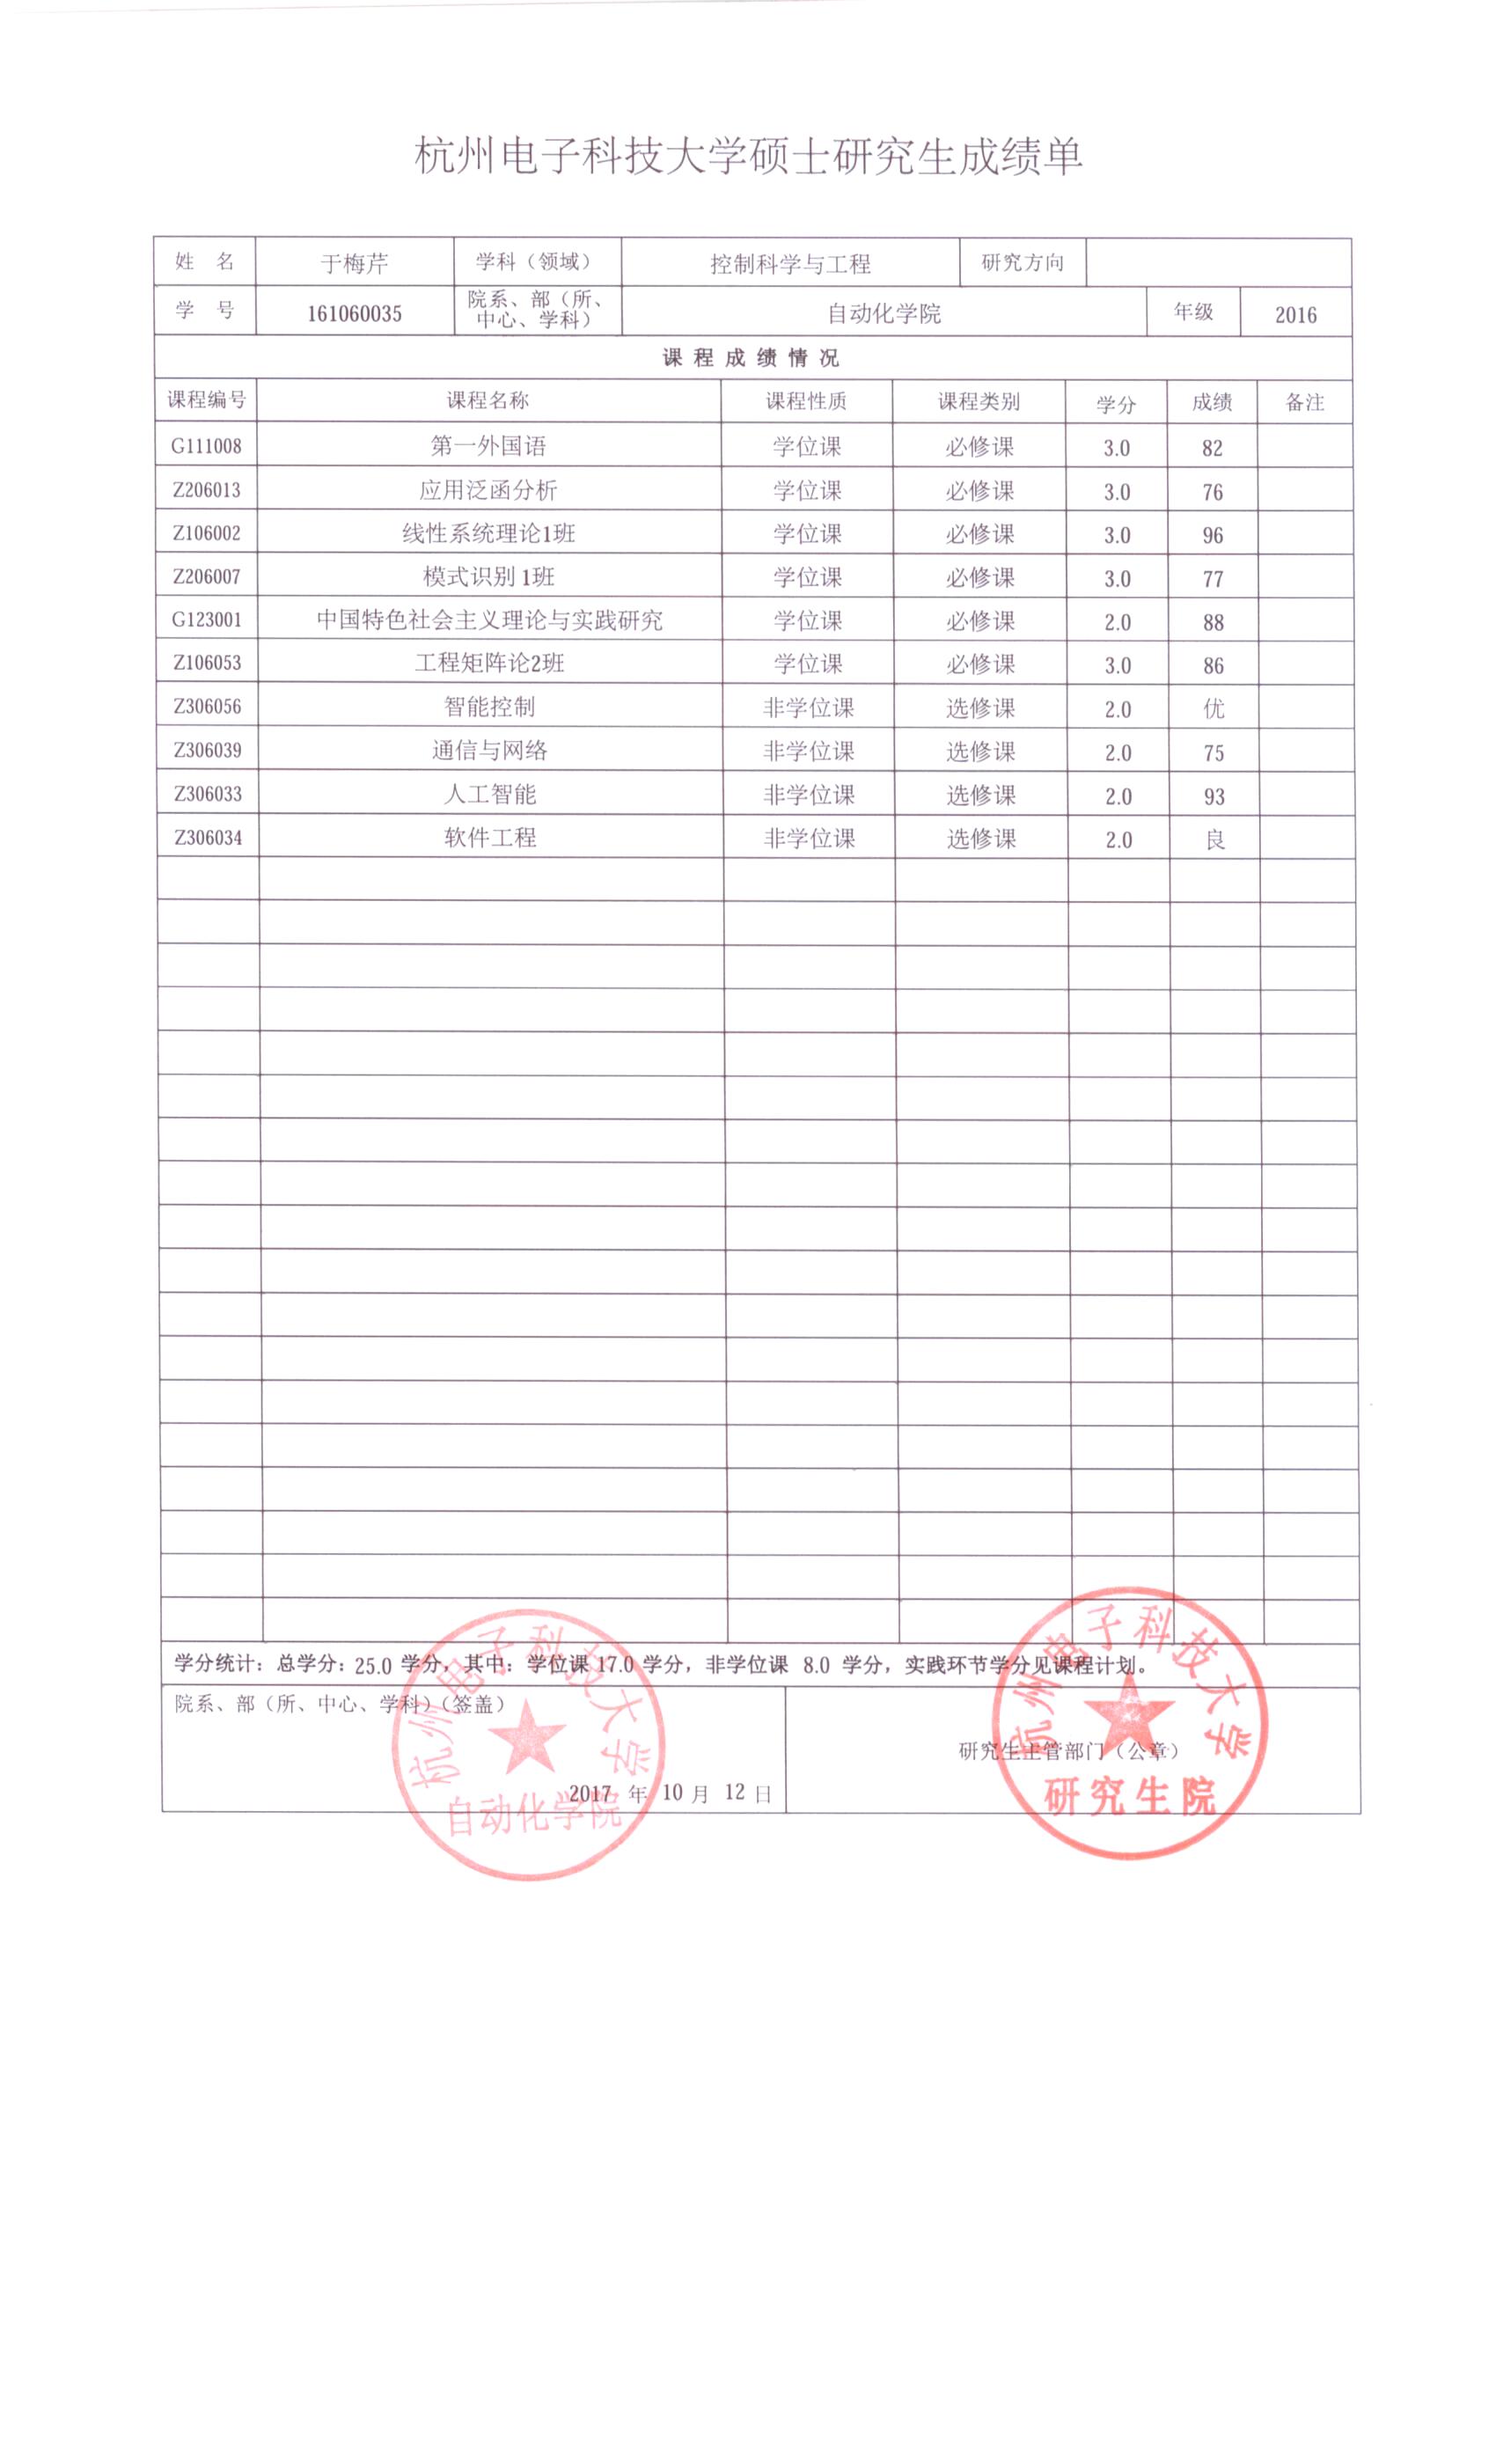 杭州电子科技大学硕士研究生成绩单
姓 名 于梅芹 学科（领域） 控制科学与工程 研究方向
学 号 161060035 院系、部（所、中心、学科） 自动化学院 年级 2016
课程成绩情况
课程编号 课程名称 课程性质 课程类别 学分 成绩 备注
G111008 第一外国语 学位课 必修课 3.0 82
Z206013 应用泛函分析 学位课 必修课 3.0 76
Z106002 线性系统理论1班 学位课 必修课 3.0 96
Z206007 模式识别1班 学位课 必修课 3.0 77
G123001 中国特色社会主义理论与实践研究 学位课 必修课 2.0 88
Z106053 工程矩阵论2班 学位课 必修课 3.0 86
Z306056 智能控制 非学位课 选修课 2.0 优
Z306039 通信与网络 非学位课 选修课 2.0 75
Z306033 人工智能 非学位课 选修课 2.0 93
Z306034 软件工程 非学位课 选修课 2.0 良
学分统计：总学分：25.0 学分，其中：学位课 17.0 学分，非学位课 8.0 学分，实践环节学分见课程计划。
院系、部（所、中心、学科）（签盖）
研究生主管部门（公章）
2017 年 10 月 12 日
杭州电子科技大学
自动化学院
杭州电子科技大学
研究生院